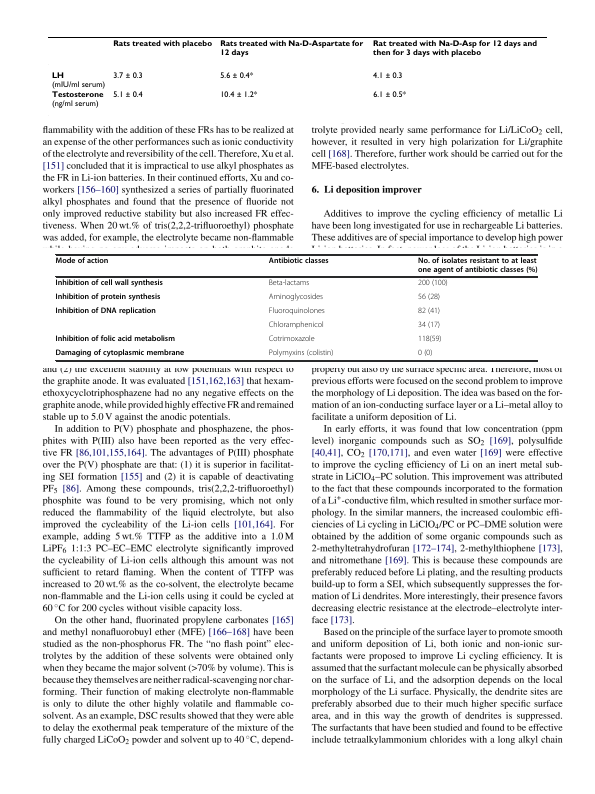 Rats treated with placebo Rats treated with Na-D-Aspartate for 12 days Rat treated with Na-D-Asp for 12 days and then for 3 days with placebo
LH (mIU/ml serum) 3.7 ± 0.3 5.6 ± 0.4* 4.1 ± 0.3
Testosterone (ng/ml serum) 5.1 ± 0.4 10.4 ± 1.2* 6.1 ± 0.5*
flammability with the addition of these FRs has to be realized at
an expense of the other performances such as ionic conductivity
of the electrolyte and reversibility of the cell. Therefore, Xu et al.
[151] concluded that it is impractical to use alkyl phosphates as
the FR in Li-ion batteries. In their continued efforts, Xu and co-
workers [156–160] synthesized a series of partially fluorinated
alkyl phosphates and found that the presence of fluoride not
only improved reductive stability but also increased FR effec-
tiveness. When 20 wt.% of tris(2,2,2-trifluoroethyl) phosphate
was added, for example, the electrolyte became non-flammable
trolyte provided nearly same performance for Li/LiCoO2 cell,
however, it resulted in very high polarization for Li/graphite
cell [168]. Therefore, further work should be carried out for the
MFE-based electrolytes.
6. Li deposition improver
Additives to improve the cycling efficiency of metallic Li
have been long investigated for use in rechargeable Li batteries.
These additives are of special importance to develop high power
Mode of action Antibiotic classes No. of isolates resistant to at least one agent of antibiotic classes (%)
Inhibition of cell wall synthesis Beta-lactams 200 (100)
Inhibition of protein synthesis Aminoglycosides 56 (28)
Inhibition of DNA replication Fluoroquinolones 82 (41)
Chloramphenicol 34 (17)
Inhibition of folic acid metabolism Cotrimoxazole 118(59)
Damaging of cytoplasmic membrane Polymyxins (colistin) 0 (0)
and (2) the excellent stability at low potentials with respect to
the graphite anode. It was evaluated [151,162,163] that hexam-
ethoxycyclotriphosphazene had no any negative effects on the
graphite anode, while provided highly effective FR and remained
stable up to 5.0 V against the anodic potentials.
In addition to P(V) phosphate and phosphazene, the phos-
phites with P(III) also have been reported as the very effec-
tive FR [86,101,155,164]. The advantages of P(III) phosphate
over the P(V) phosphate are that: (1) it is superior in facilitat-
ing SEI formation [155] and (2) it is capable of deactivating
PF5 [86]. Among these compounds, tris(2,2,2-trifluoroethyl)
phosphite was found to be very promising, which not only
reduced the flammability of the liquid electrolyte, but also
improved the cycleability of the Li-ion cells [101,164]. For
example, adding 5 wt.% TTFP as the additive into a 1.0 M
LiPF6 1:1:3 PC–EC–EMC electrolyte significantly improved
the cycleability of Li-ion cells although this amount was not
sufficient to retard flaming. When the content of TTFP was
increased to 20 wt.% as the co-solvent, the electrolyte became
non-flammable and the Li-ion cells using it could be cycled at
60 °C for 200 cycles without visible capacity loss.
On the other hand, fluorinated propylene carbonates [165]
and methyl nonafluorobuyl ether (MFE) [166–168] have been
studied as the non-phosphorus FR. The “no flash point” elec-
trolytes by the addition of these solvents were obtained only
when they became the major solvent (>70% by volume). This is
because they themselves are neither radical-scavenging nor char-
forming. Their function of making electrolyte non-flammable
is only to dilute the other highly volatile and flammable co-
solvent. As an example, DSC results showed that they were able
to delay the exothermal peak temperature of the mixture of the
fully charged LiCoO2 powder and solvent up to 40 °C, depend-
property but also by the surface specific area. Therefore, most of
previous efforts were focused on the second problem to improve
the morphology of Li deposition. The idea was based on the for-
mation of an ion-conducting surface layer or a Li–metal alloy to
facilitate a uniform deposition of Li.
In early efforts, it was found that low concentration (ppm
level) inorganic compounds such as SO2 [169], polysulfide
[40,41], CO2 [170,171], and even water [169] were effective
to improve the cycling efficiency of Li on an inert metal sub-
strate in LiClO4–PC solution. This improvement was attributed
to the fact that these compounds incorporated to the formation
of a Li+-conductive film, which resulted in smother surface mor-
phology. In the similar manners, the increased coulombic effi-
ciencies of Li cycling in LiClO4/PC or PC–DME solution were
obtained by the addition of some organic compounds such as
2-methyltetrahydrofuran [172–174], 2-methylthiophene [173],
and nitromethane [169]. This is because these compounds are
preferably reduced before Li plating, and the resulting products
build-up to form a SEI, which subsequently suppresses the for-
mation of Li dendrites. More interestingly, their presence favors
decreasing electric resistance at the electrode–electrolyte inter-
face [173].
Based on the principle of the surface layer to promote smooth
and uniform deposition of Li, both ionic and non-ionic sur-
factants were proposed to improve Li cycling efficiency. It is
assumed that the surfactant molecule can be physically absorbed
on the surface of Li, and the adsorption depends on the local
morphology of the Li surface. Physically, the dendrite sites are
preferably absorbed due to their much higher specific surface
area, and in this way the growth of dendrites is suppressed.
The surfactants that have been studied and found to be effective
include tetraalkylammonium chlorides with a long alkyl chain